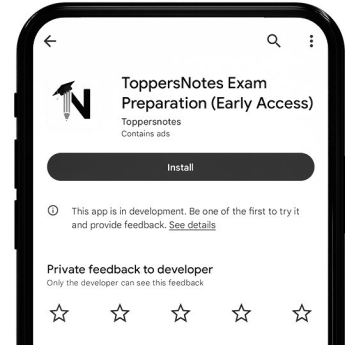 ToppersNotes Exam
Preparation (Early Access)
Toppersnotes
Contains ads
Install
This app is in development. Be one of the first to try it
and provide feedback. See details
Private feedback to developer
Only the developer can see this feedback